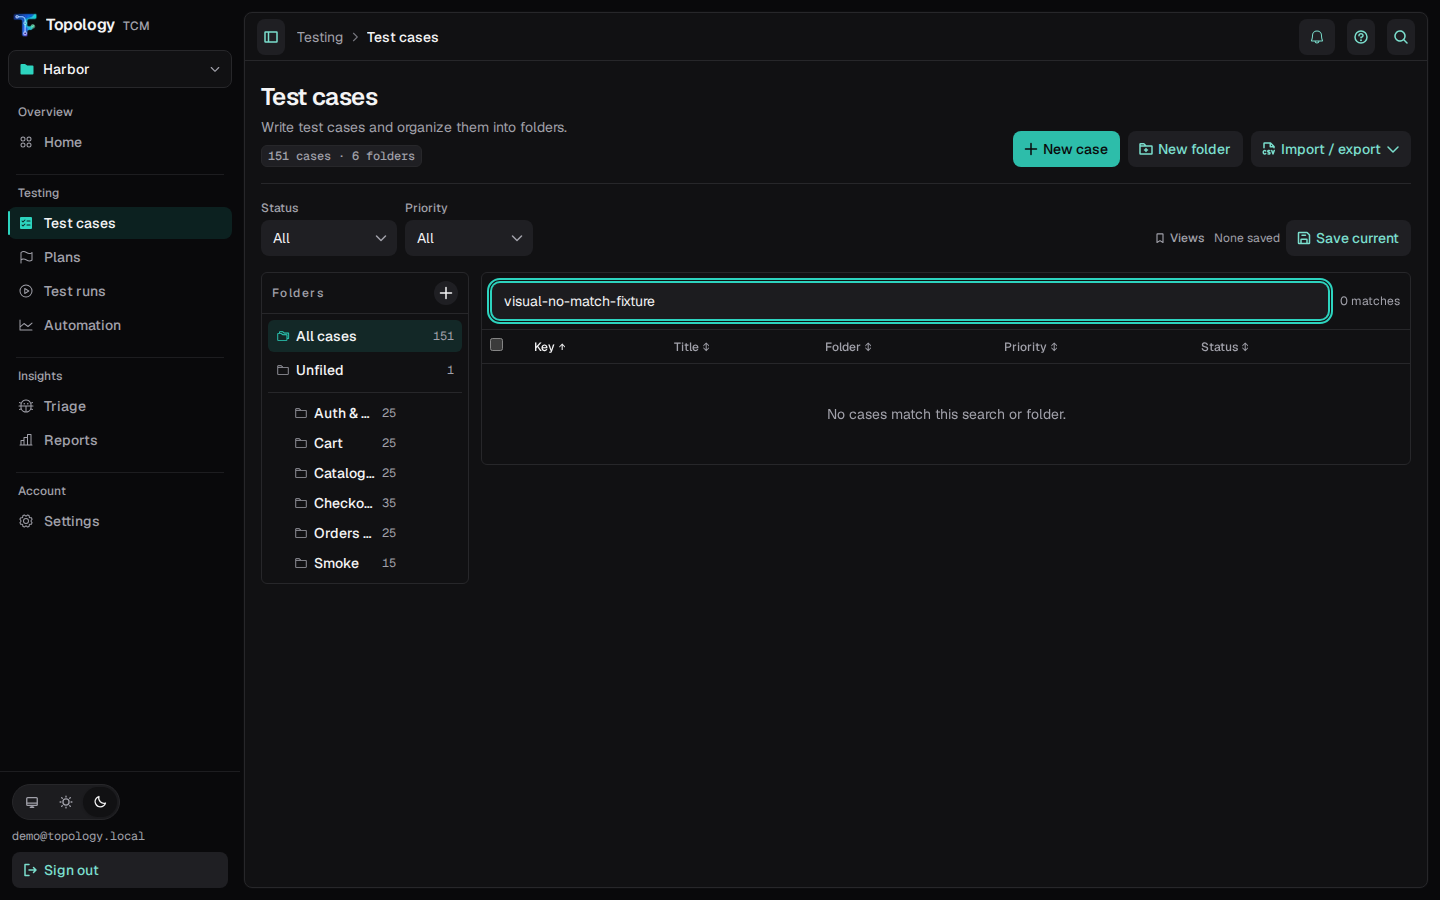 Topology TCM
Harbor
Overview
Home
Testing
Test cases
Plans
Test runs
Automation
Insights
Triage
Reports
Account
Settings
demo@topology.local
Sign out
Testing > Test cases
Test cases
Write test cases and organize them into folders.
151 cases · 6 folders
New case
New folder
Import / export
Status
Priority
All
All
Views None saved
Save current
Folders
All cases 151
Unfiled 1
Auth & ... 25
Cart 25
Catalog... 25
Checko... 35
Orders ... 25
Smoke 15
visual-no-match-fixture
0 matches
Key ↑ Title Folder Priority Status
No cases match this search or folder.